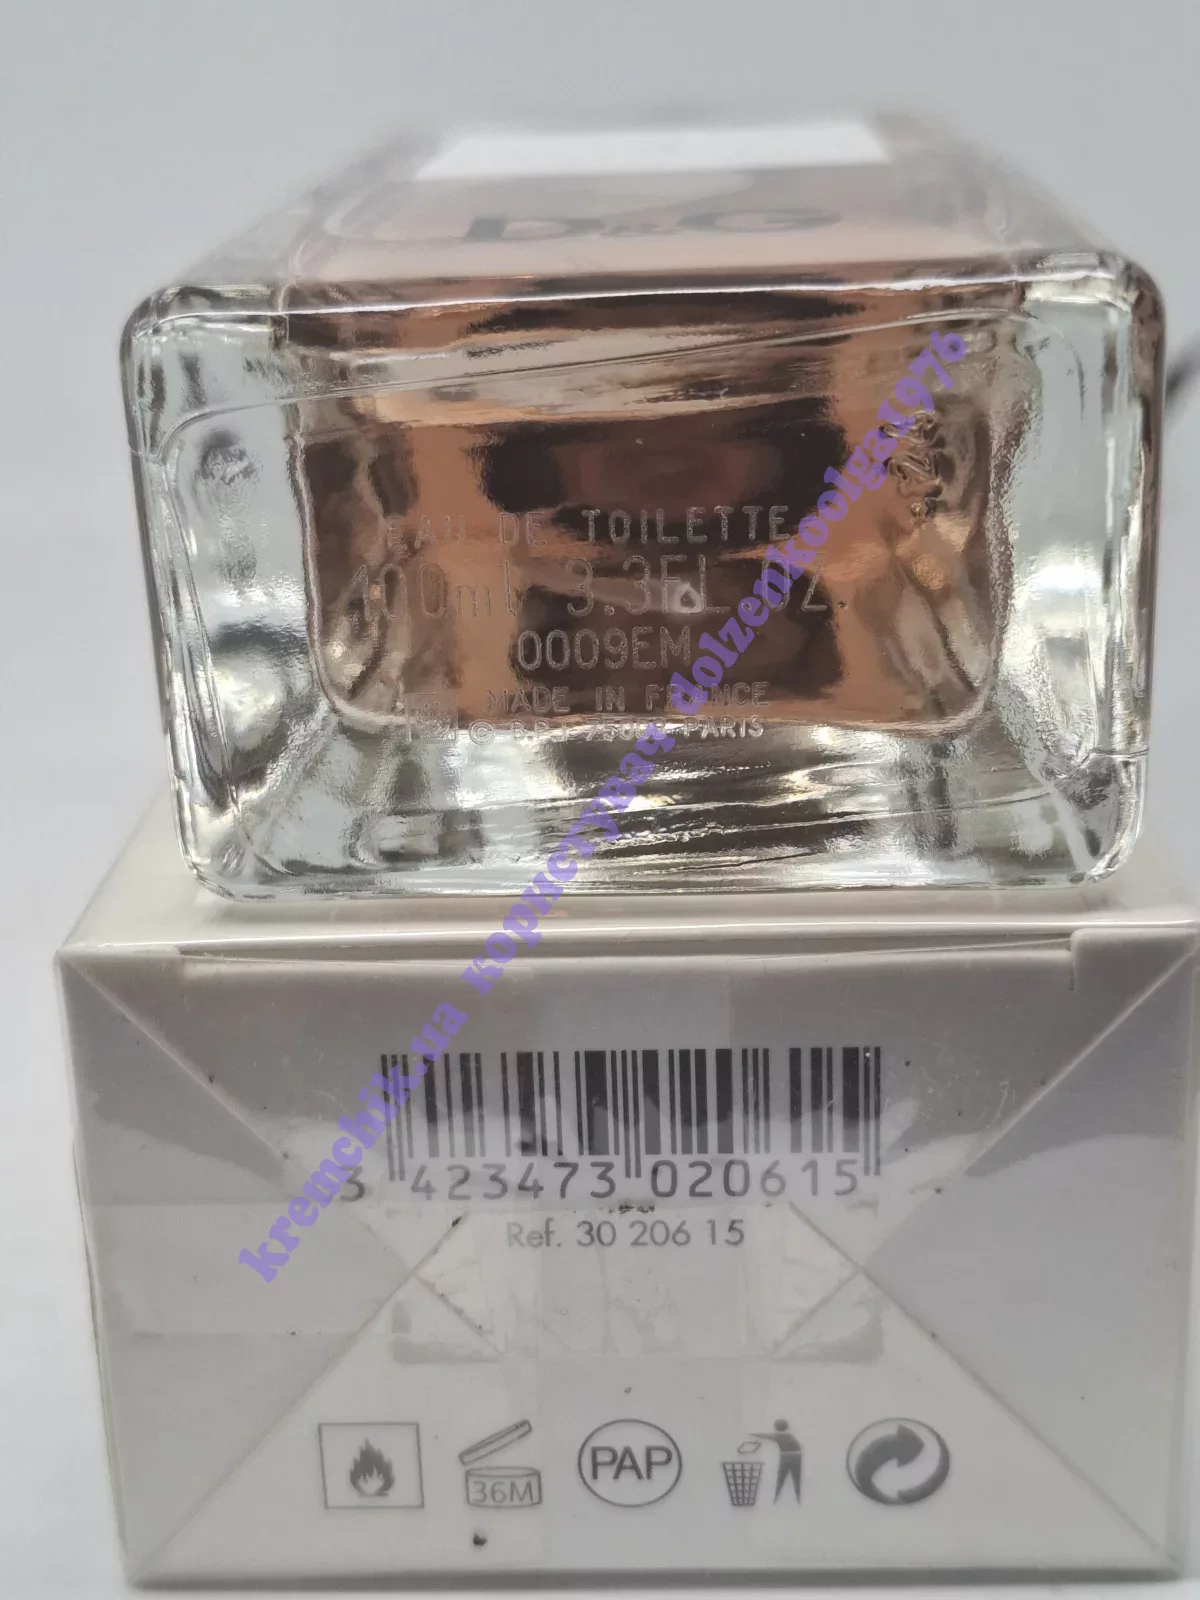 D&G
EAU DE TOILETTE
100ml 3.3FL.OZ.
0009EM
MADE IN FRANCE
© B.P.I 75008 PARIS
kremchik.ua користувач dolzenkoolga1976
3 423473 020615
Ref. 30 206 15
36M
PAP